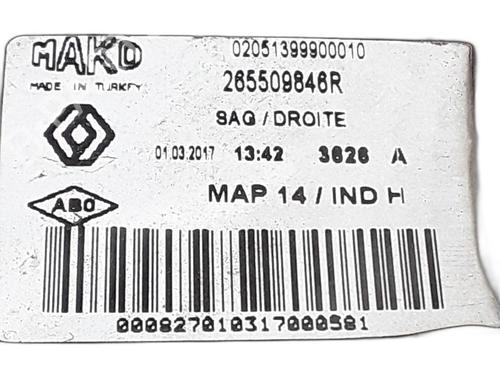 MAKO
02051399900010
MADE IN TURKEY
265509846R
SAG / DROITE
01.03.2017 13:42 3626 A
ABO
MAP 14 / IND H
000827010317000581